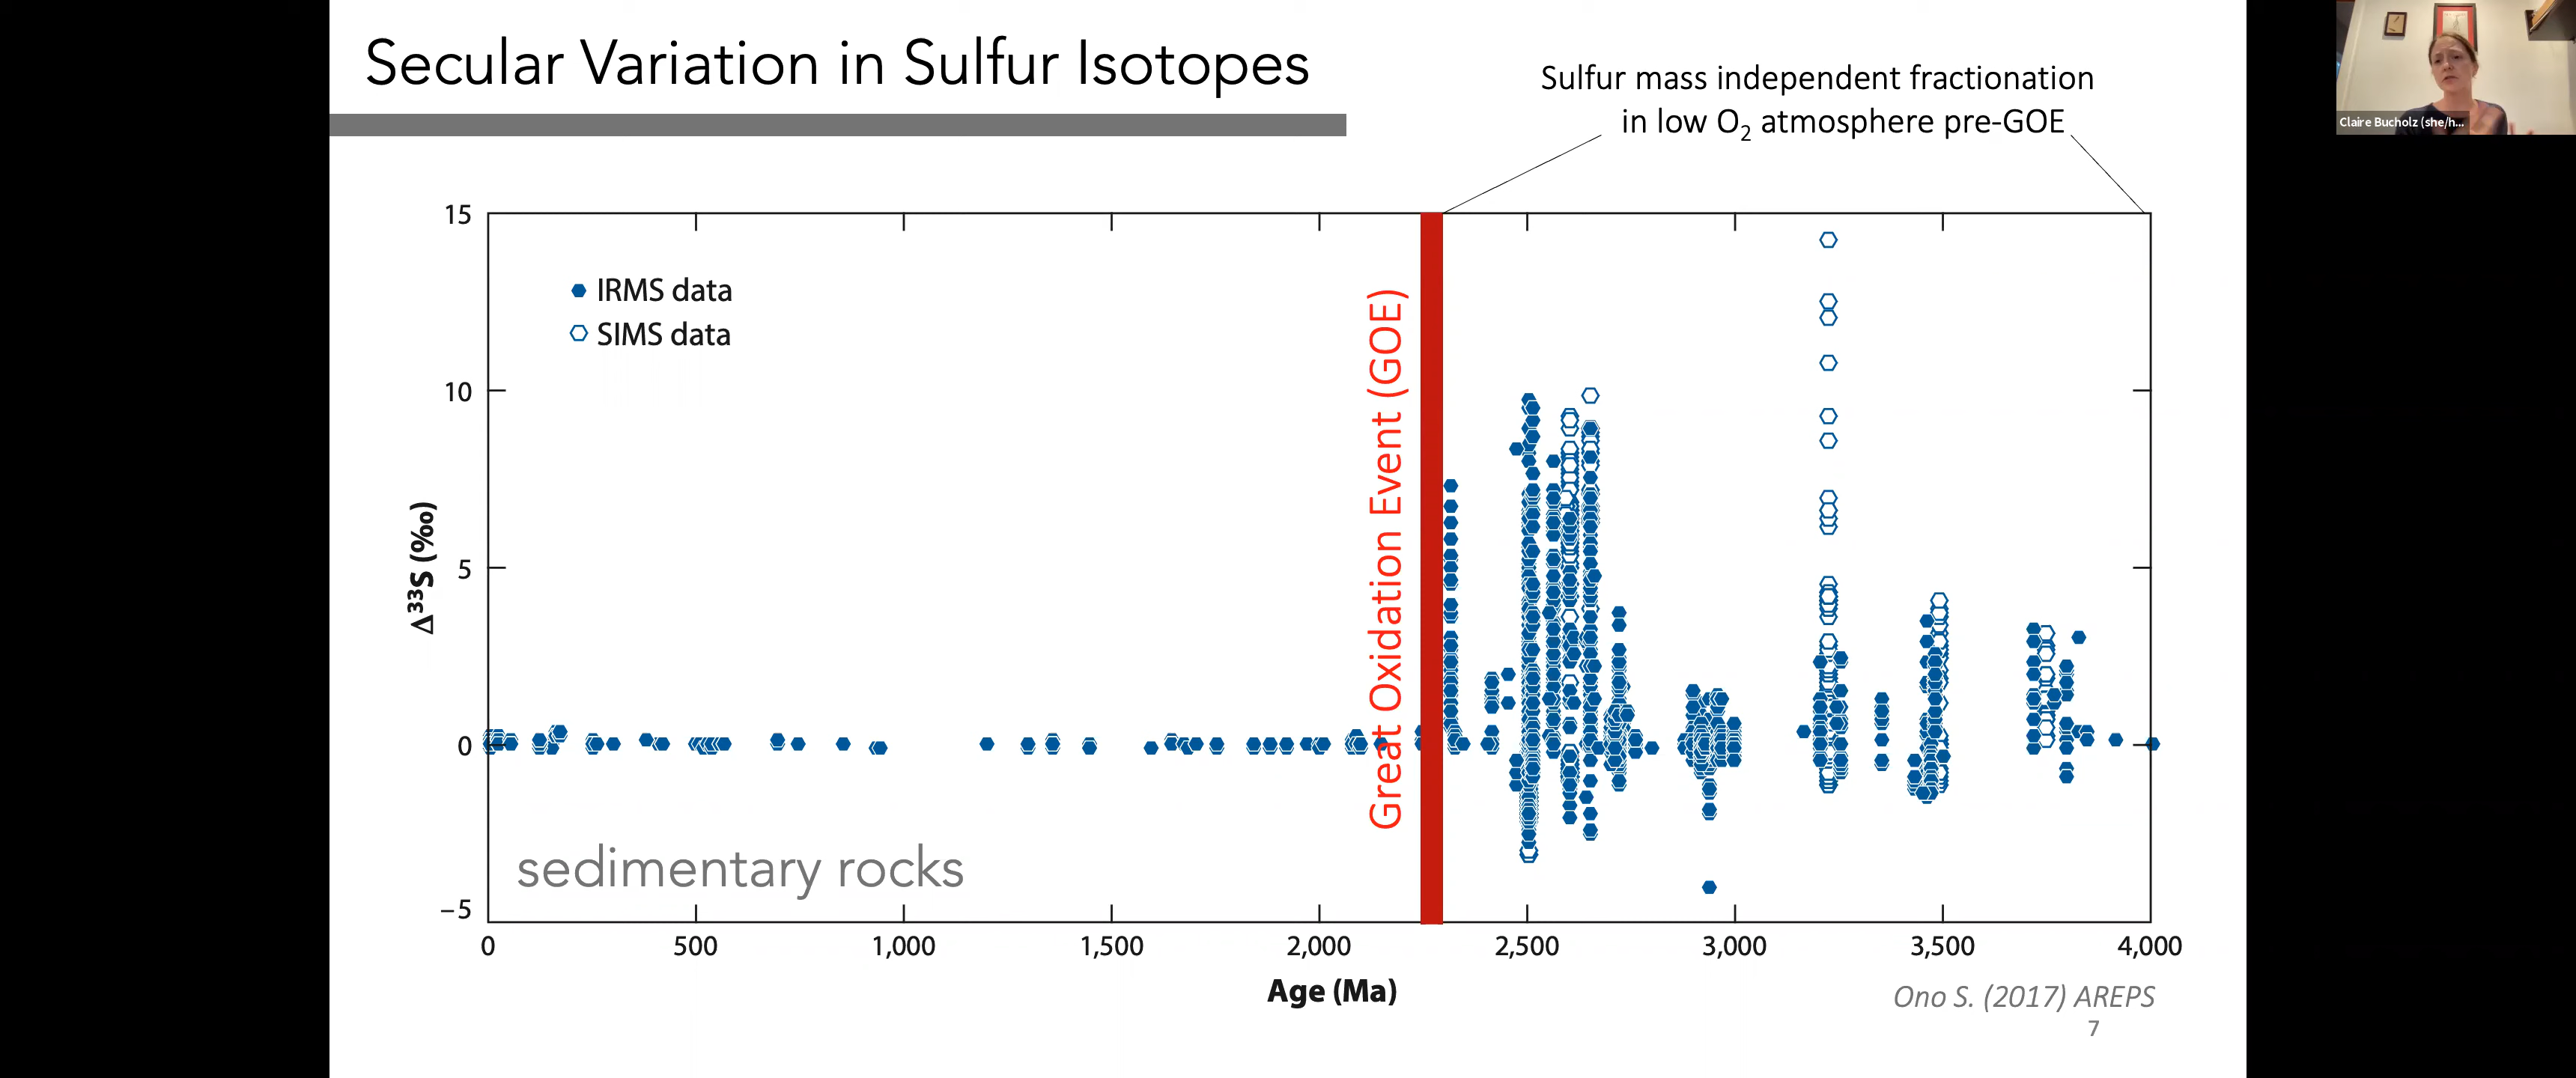 Secular Variation in Sulfur Isotopes
Sulfur mass independent fractionation
in low O₂ atmosphere pre-GOE
Claire Bucholz (she/h...
15
10
5
0
−5
Δ³³S (‰)
IRMS data
SIMS data
Great Oxidation Event (GOE)
sedimentary rocks
0 500 1,000 1,500 2,000 2,500 3,000 3,500 4,000
Age (Ma)
Ono S. (2017) AREPS
7